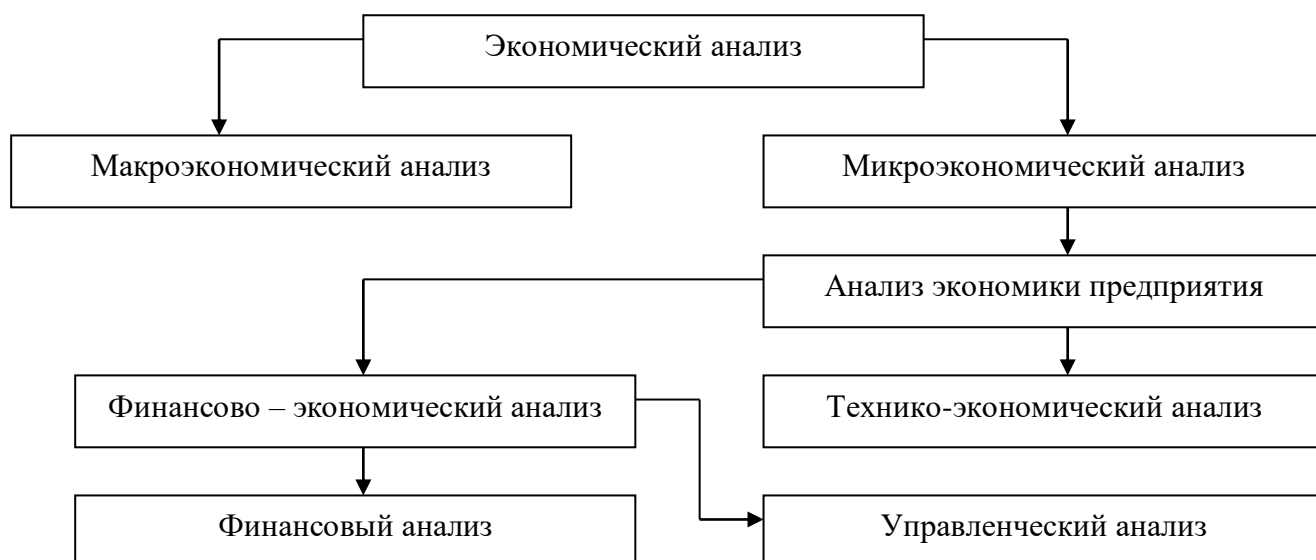 Экономический анализ
Макроэкономический анализ
Микроэкономический анализ
Анализ экономики предприятия
Финансово – экономический анализ
Технико-экономический анализ
Финансовый анализ
Управленческий анализ